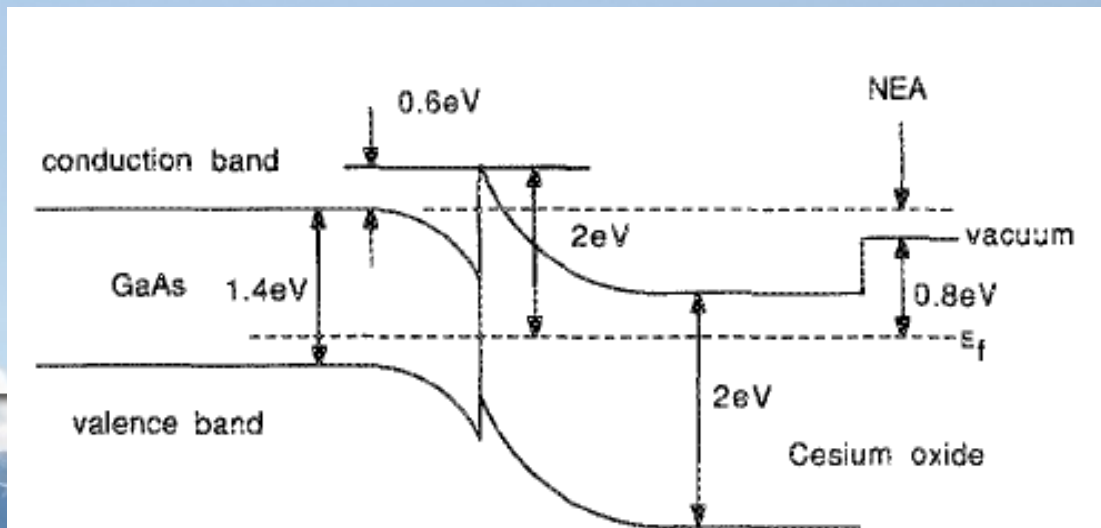 0.6eV
NEA
conduction band
2eV
vacuum
GaAs
1.4eV
0.8eV
Ef
2eV
valence band
Cesium oxide